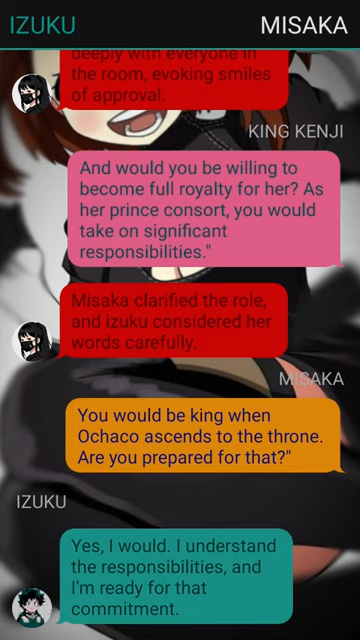 IZUKU
MISAKA
deeply with everyone in
the room, evoking smiles
of approval.
KING KENJI
And would you be willing to
become full royalty for her? As
her prince consort, you would
take on significant
responsibilities."
Misaka clarified the role,
and izuku considered her
words carefully.
MISAKA
You would be king when
Ochaco ascends to the throne.
Are you prepared for that?"
IZUKU
Yes, I would. I understand
the responsibilities, and
I'm ready for that
commitment.